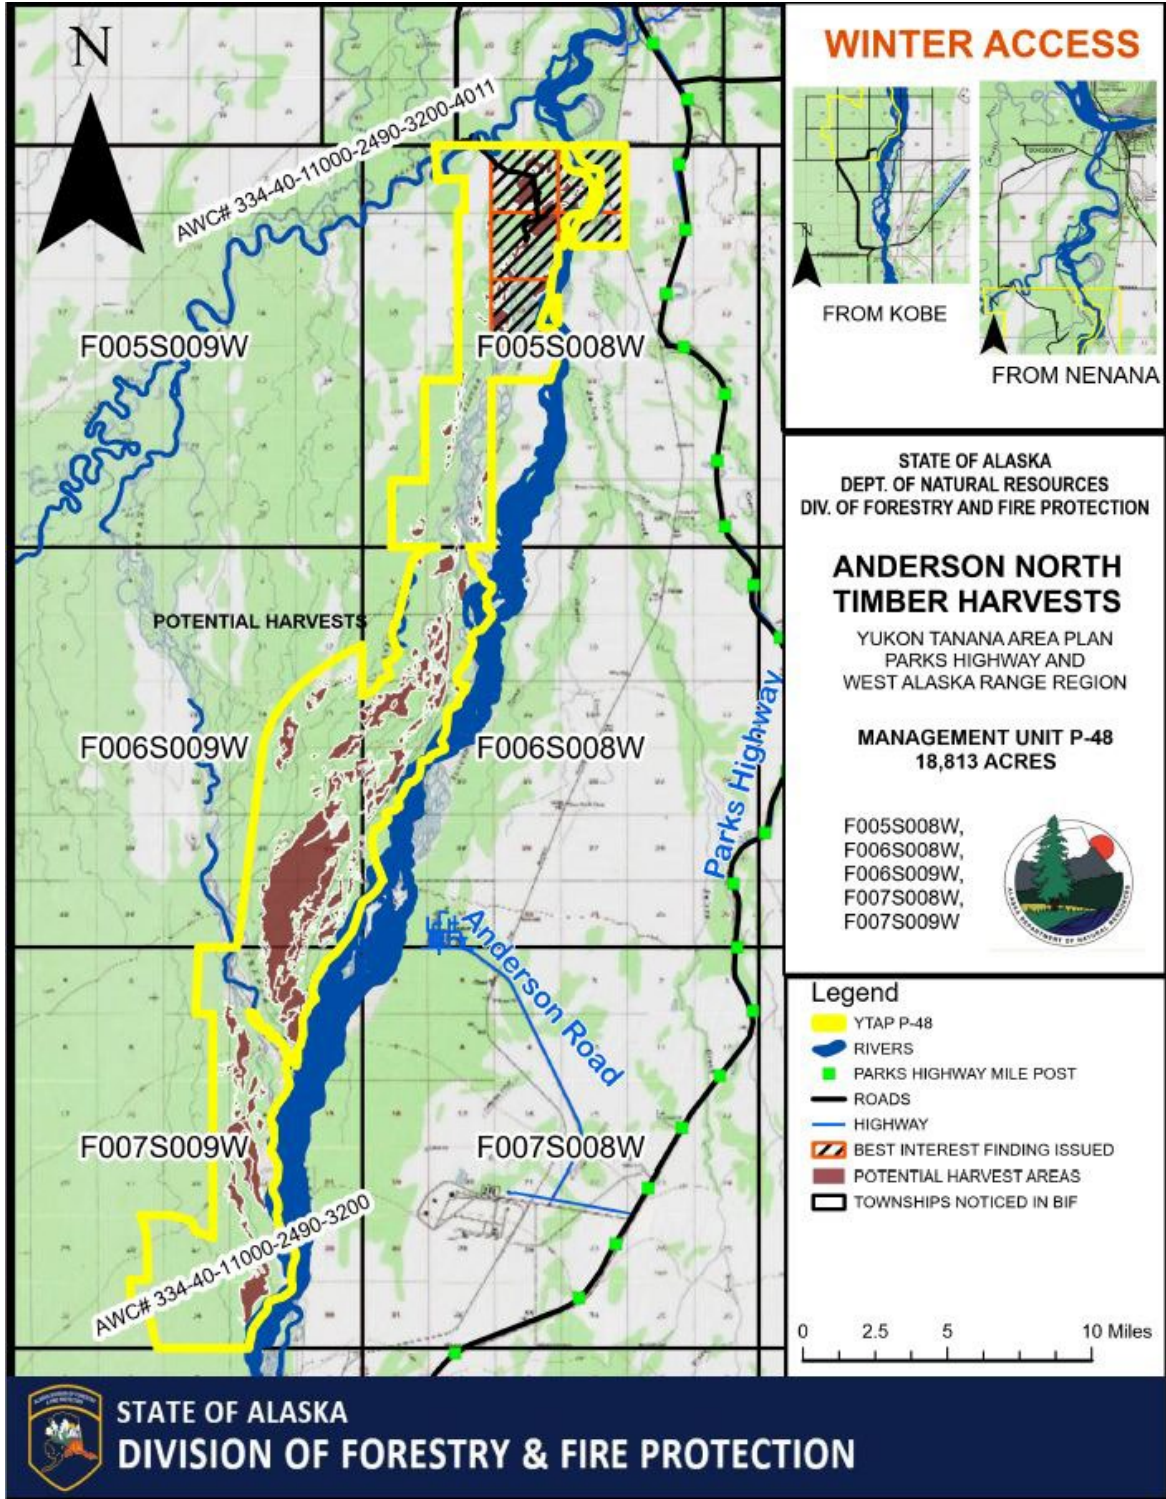 N
AWC# 334-40-11000-2490-3200-4011
F005S009W
F005S008W
POTENTIAL HARVESTS
F006S009W
F006S008W
Parks Highway
Anderson Road
F007S009W
F007S008W
AWC# 334-40-11000-2490-3200
WINTER ACCESS
N
FROM KOBE
N
FROM NENANA
STATE OF ALASKA
DEPT. OF NATURAL RESOURCES
DIV. OF FORESTRY AND FIRE PROTECTION
ANDERSON NORTH
TIMBER HARVESTS
YUKON TANANA AREA PLAN
PARKS HIGHWAY AND
WEST ALASKA RANGE REGION
MANAGEMENT UNIT P-48
18,813 ACRES
F005S008W,
F006S008W,
F006S009W,
F007S008W,
F007S009W
ALASKA DEPARTMENT OF NATURAL RESOURCES
Legend
YTAP P-48
RIVERS
PARKS HIGHWAY MILE POST
ROADS
HIGHWAY
BEST INTEREST FINDING ISSUED
POTENTIAL HARVEST AREAS
TOWNSHIPS NOTICED IN BIF
0 2.5 5 10 Miles
STATE OF ALASKA
DIVISION OF FORESTRY & FIRE PROTECTION